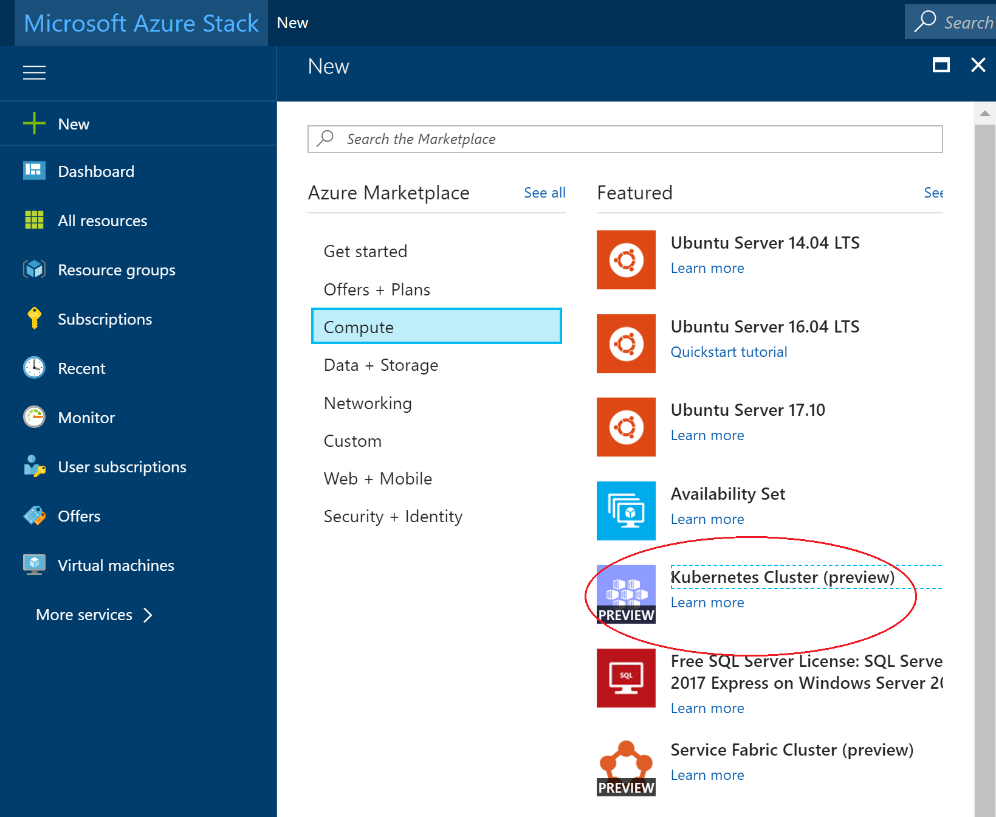 Microsoft Azure Stack
New
Search
New
New
Dashboard
All resources
Resource groups
Subscriptions
Recent
Monitor
User subscriptions
Offers
Virtual machines
More services
Search the Marketplace
Azure Marketplace
See all
Get started
Offers + Plans
Compute
Data + Storage
Networking
Custom
Web + Mobile
Security + Identity
Featured
See
Ubuntu Server 14.04 LTS
Learn more
Ubuntu Server 16.04 LTS
Quickstart tutorial
Ubuntu Server 17.10
Learn more
Availability Set
Learn more
PREVIEW
Kubernetes Cluster (preview)
Learn more
SQL
Free SQL Server License: SQL Serve
2017 Express on Windows Server 20
Learn more
PREVIEW
Service Fabric Cluster (preview)
Learn more